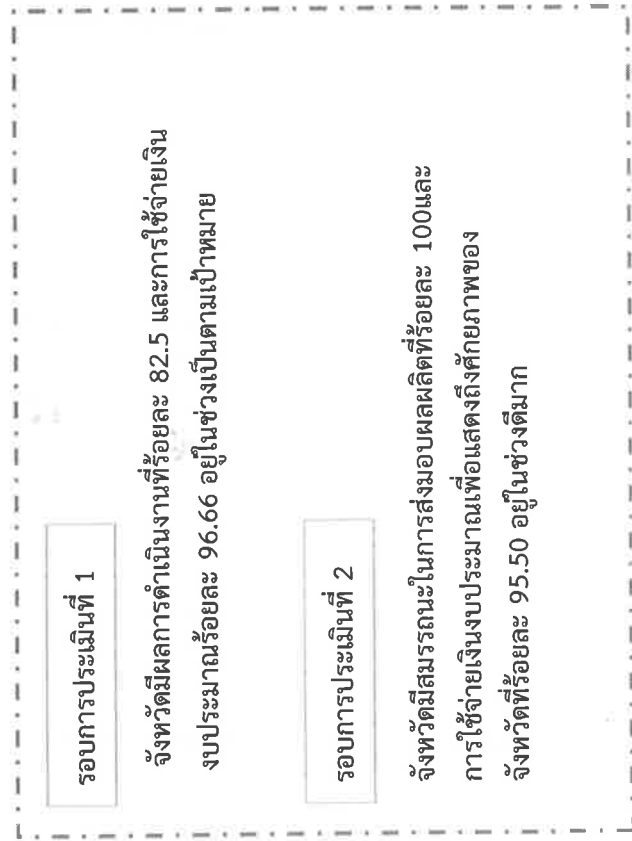 รอบการประเมินที่ 1
จังหวัดมีผลการดำเนินงานที่ร้อยละ 82.5 และการใช้จ่ายเงิน
งบประมาณร้อยละ 96.66 อยู่ในช่วงเป็นตามเป้าหมาย
รอบการประเมินที่ 2
จังหวัดมีสมรรถนะในการส่งมอบผลผลิตที่ร้อยละ 100และ
การใช้จ่ายเงินงบประมาณเพื่อแสดงถึงศักยภาพของ
จังหวัดที่ร้อยละ 95.50 อยู่ในช่วงดีมาก